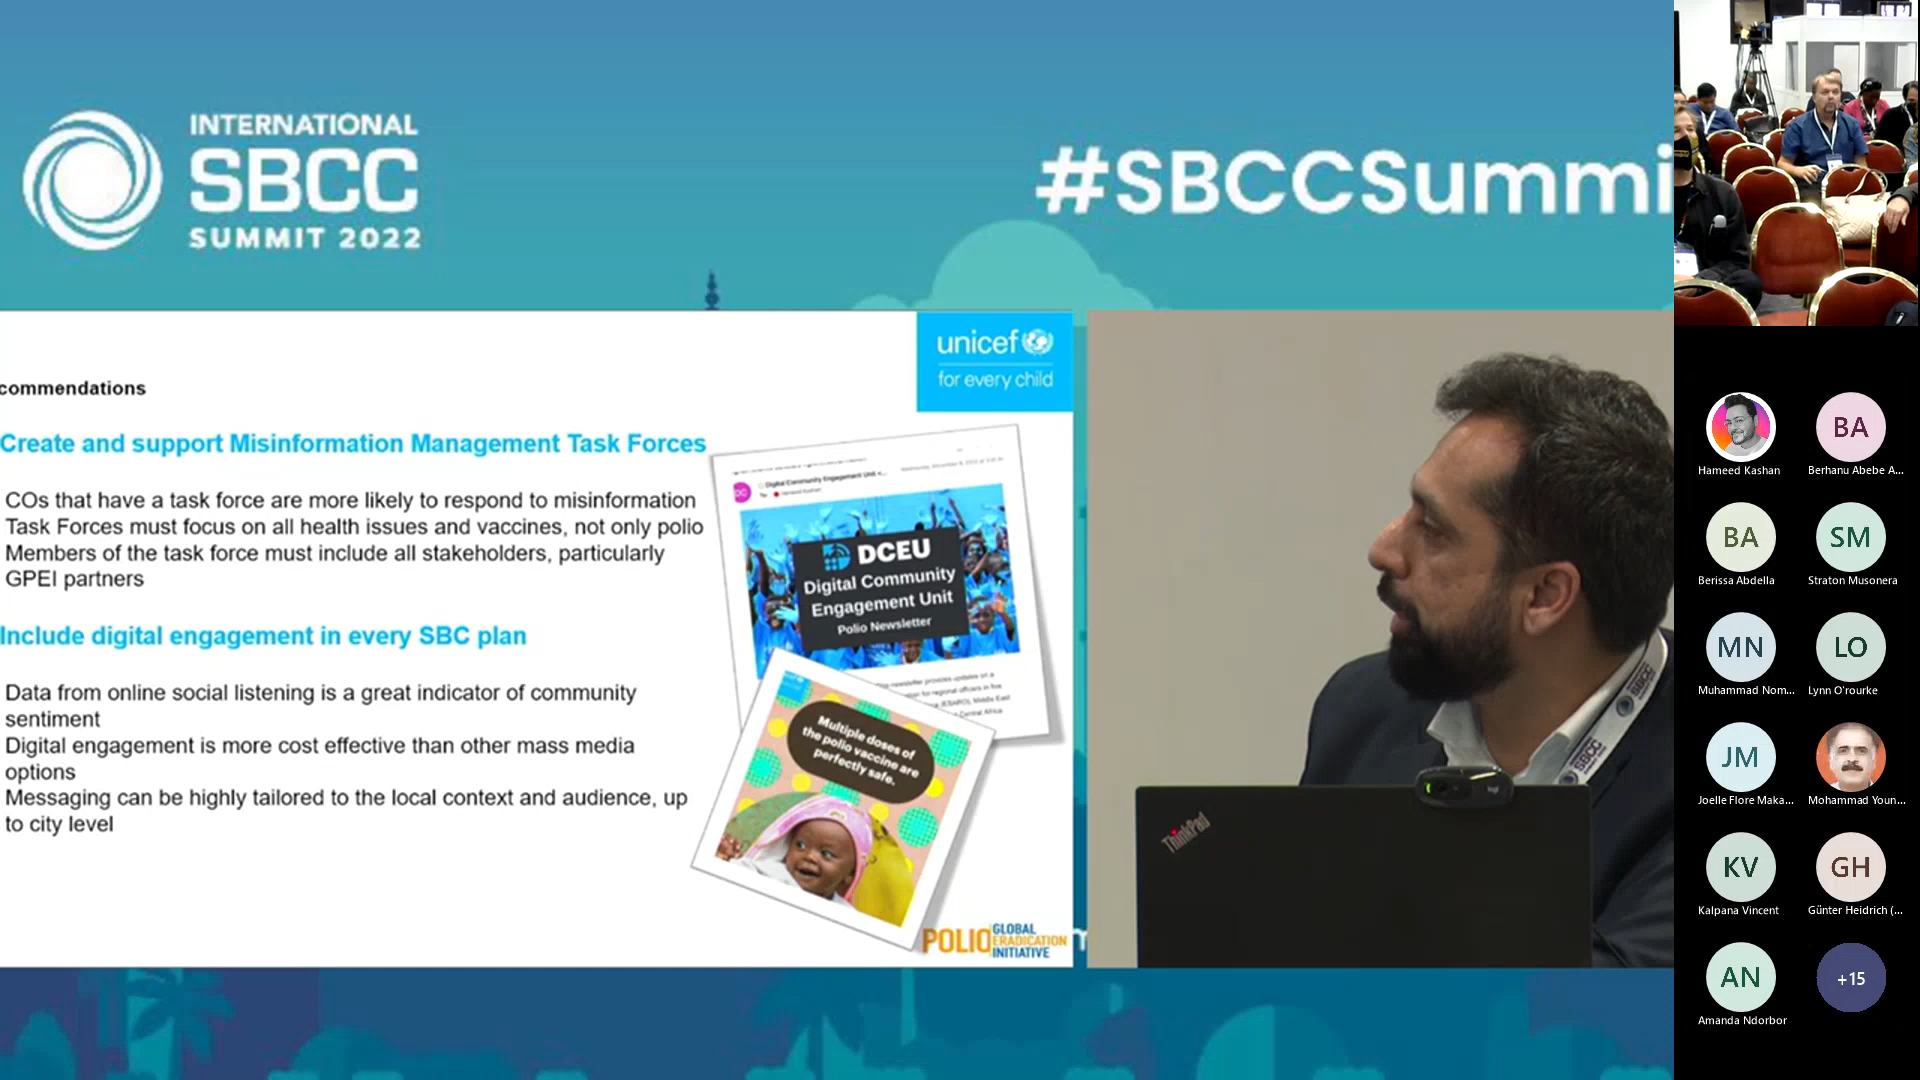 INTERNATIONAL
SBCC
SUMMIT 2022
#SBCCSummi
unicef
for every child
commendations
Create and support Misinformation Management Task Forces
COs that have a task force are more likely to respond to misinformation
Task Forces must focus on all health issues and vaccines, not only polio
Members of the task force must include all stakeholders, particularly
GPEI partners
Include digital engagement in every SBC plan
Data from online social listening is a great indicator of community
sentiment
Digital engagement is more cost effective than other mass media
options
Messaging can be highly tailored to the local context and audience, up
to city level
DC
Digital Community Engagement Unit
DCEU
Digital Community
Engagement Unit
Polio Newsletter
Multiple doses of
the polio vaccine are
perfectly safe.
POLIO GLOBAL
ERADICATION
INITIATIVE
SBCC
SBCC
ThinkPad
logi
Hameed Kashan
BA
Berhanu Abebe A...
BA
Berissa Abdella
SM
Straton Musonera
MN
Muhammad Nom...
LO
Lynn O'rourke
JM
Joelle Flore Maka...
Mohammad Youn...
KV
Kalpana Vincent
GH
Günter Heidrich (...
AN
Amanda Ndorbor
+15